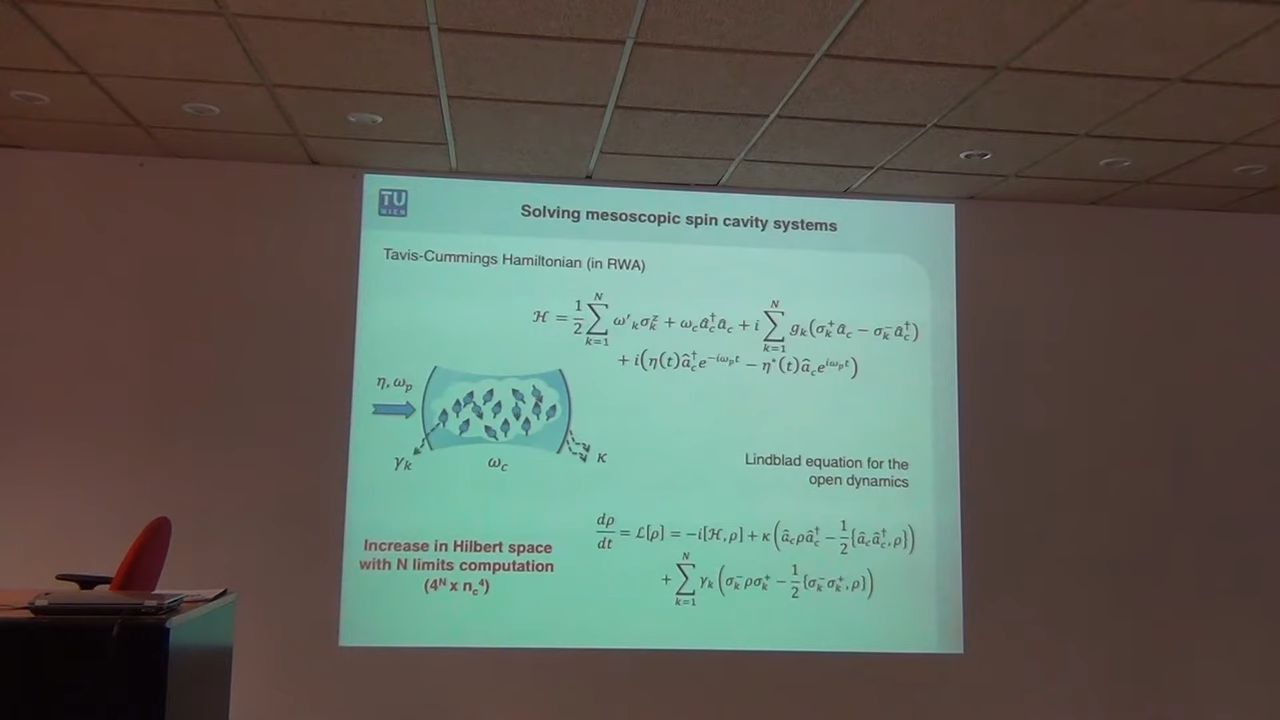 TU
WIEN
Solving mesoscopic spin cavity systems
Tavis-Cummings Hamiltonian (in RWA)
ℋ = 1/2 ∑_{k=1}^{N} ω'_k σ_k^z + ω_c â_c^† â_c + i ∑_{k=1}^{N} g_k(σ_k^+ â_c − σ_k^- â_c^†)
+ i(η(t)â_c^† e^{−iω_p t} − η^*(t)â_c e^{iω_p t})
η, ω_p
γ_k
ω_c
κ
Lindblad equation for the
open dynamics
dρ/dt = ℒ[ρ] = −i[ℋ, ρ] + κ(â_c ρ â_c^† − 1/2 {â_c â_c^†, ρ})
+ ∑_{k=1}^{N} γ_k (σ_k^- ρ σ_k^+ − 1/2 {σ_k^- σ_k^+, ρ})
Increase in Hilbert space
with N limits computation
(4^N x n_c^4)